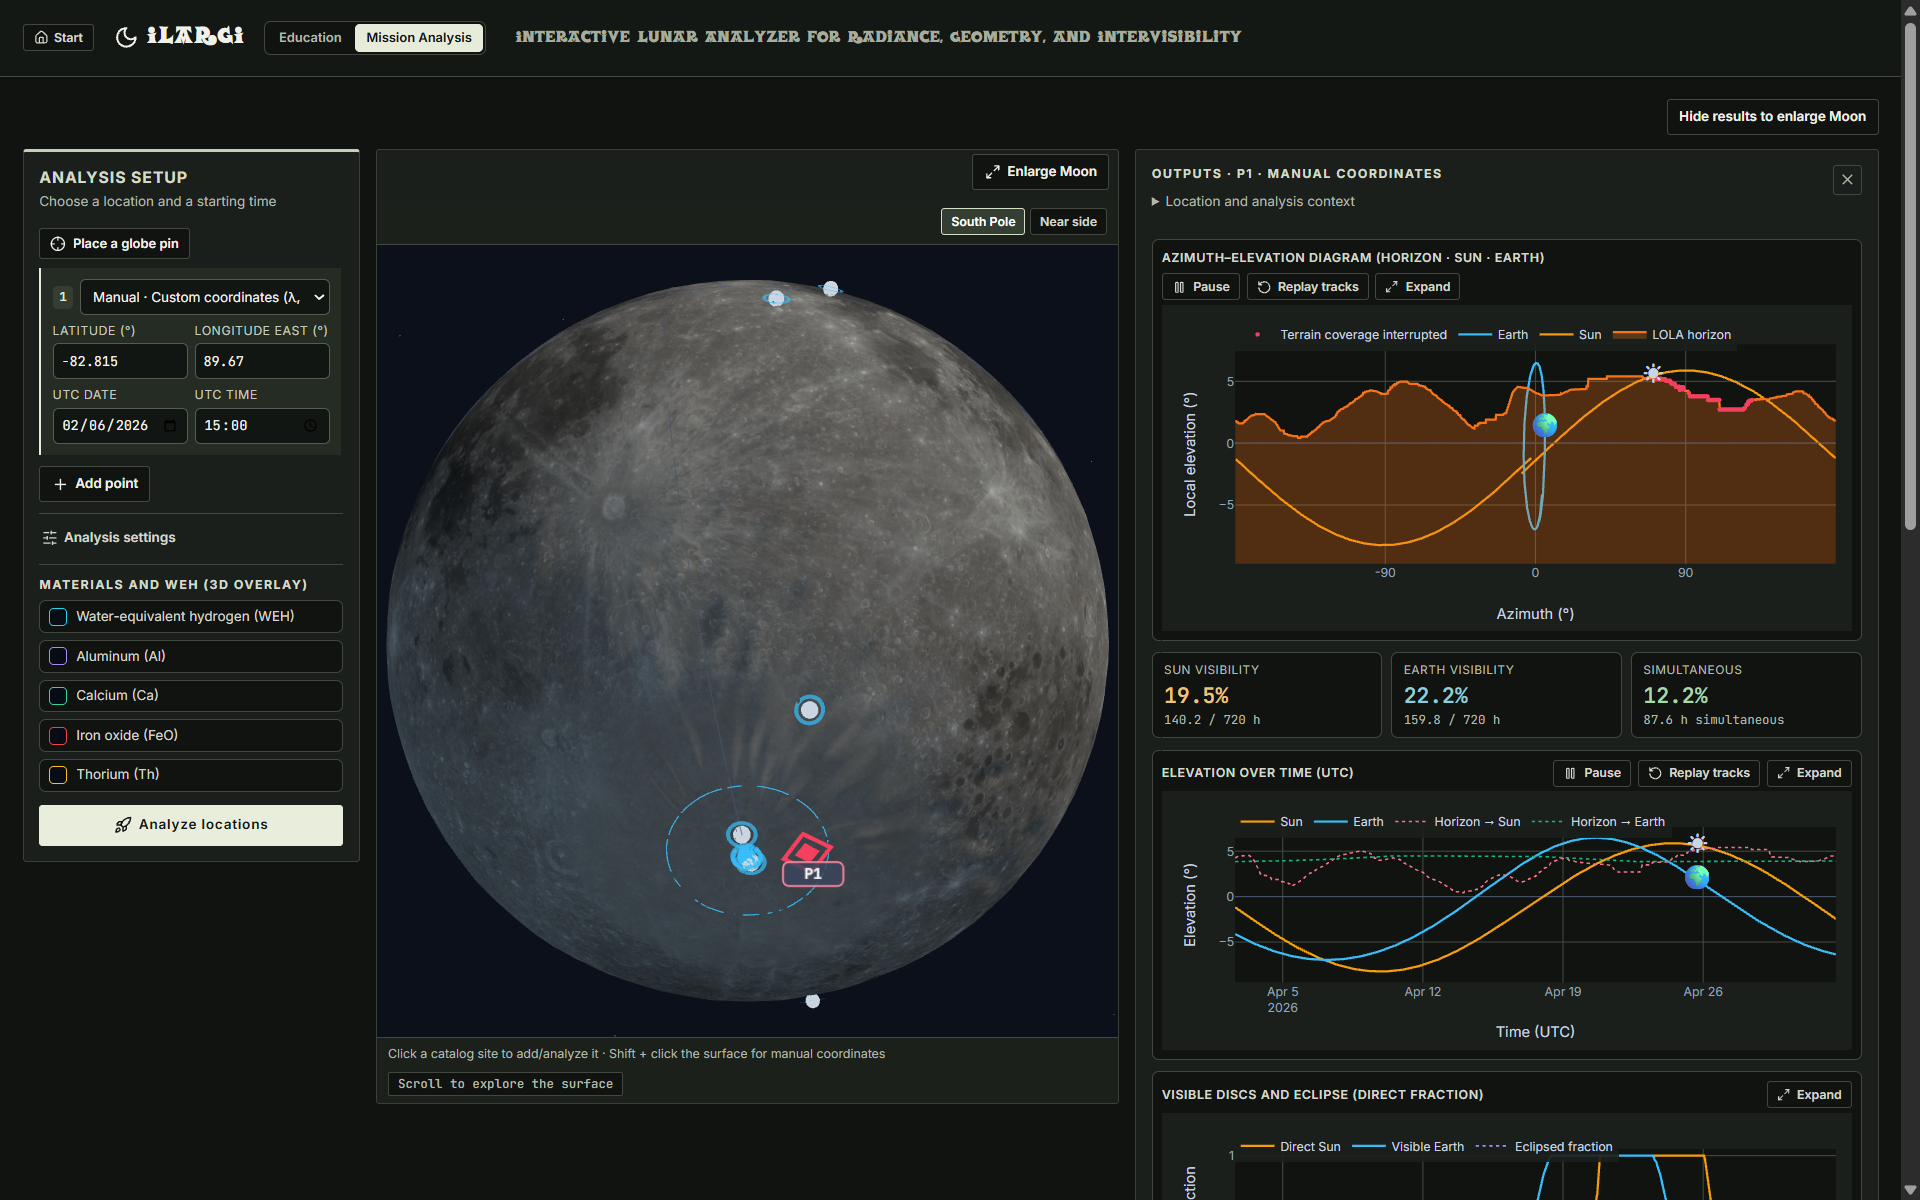 Start
iLARGi
Education
Mission Analysis
INTERACTIVE LUNAR ANALYZER FOR RADIANCE, GEOMETRY, AND INTERVISIBILITY
Hide results to enlarge Moon
ANALYSIS SETUP
Choose a location and a starting time
Place a globe pin
1
Manual · Custom coordinates (λ,
LATITUDE (°)
LONGITUDE EAST (°)
-82.815
89.67
UTC DATE
UTC TIME
02/06/2026
15:00
Add point
Analysis settings
MATERIALS AND WEH (3D OVERLAY)
Water-equivalent hydrogen (WEH)
Aluminum (Al)
Calcium (Ca)
Iron oxide (FeO)
Thorium (Th)
Analyze locations
Enlarge Moon
South Pole
Near side
P1
Click a catalog site to add/analyze it · Shift + click the surface for manual coordinates
Scroll to explore the surface
OUTPUTS · P1 · MANUAL COORDINATES
Location and analysis context
AZIMUTH–ELEVATION DIAGRAM (HORIZON · SUN · EARTH)
Pause
Replay tracks
Expand
Terrain coverage interrupted
Earth
Sun
LOLA horizon
Local elevation (°)
5
0
−5
-90
0
90
Azimuth (°)
SUN VISIBILITY
19.5%
140.2 / 720 h
EARTH VISIBILITY
22.2%
159.8 / 720 h
SIMULTANEOUS
12.2%
87.6 h simultaneous
ELEVATION OVER TIME (UTC)
Pause
Replay tracks
Expand
Sun
Earth
Horizon → Sun
Horizon → Earth
Elevation (°)
5
0
−5
Apr 5
2026
Apr 12
Apr 19
Apr 26
Time (UTC)
VISIBLE DISCS AND ECLIPSE (DIRECT FRACTION)
Expand
Direct Sun
Visible Earth
Eclipsed fraction
1
ction